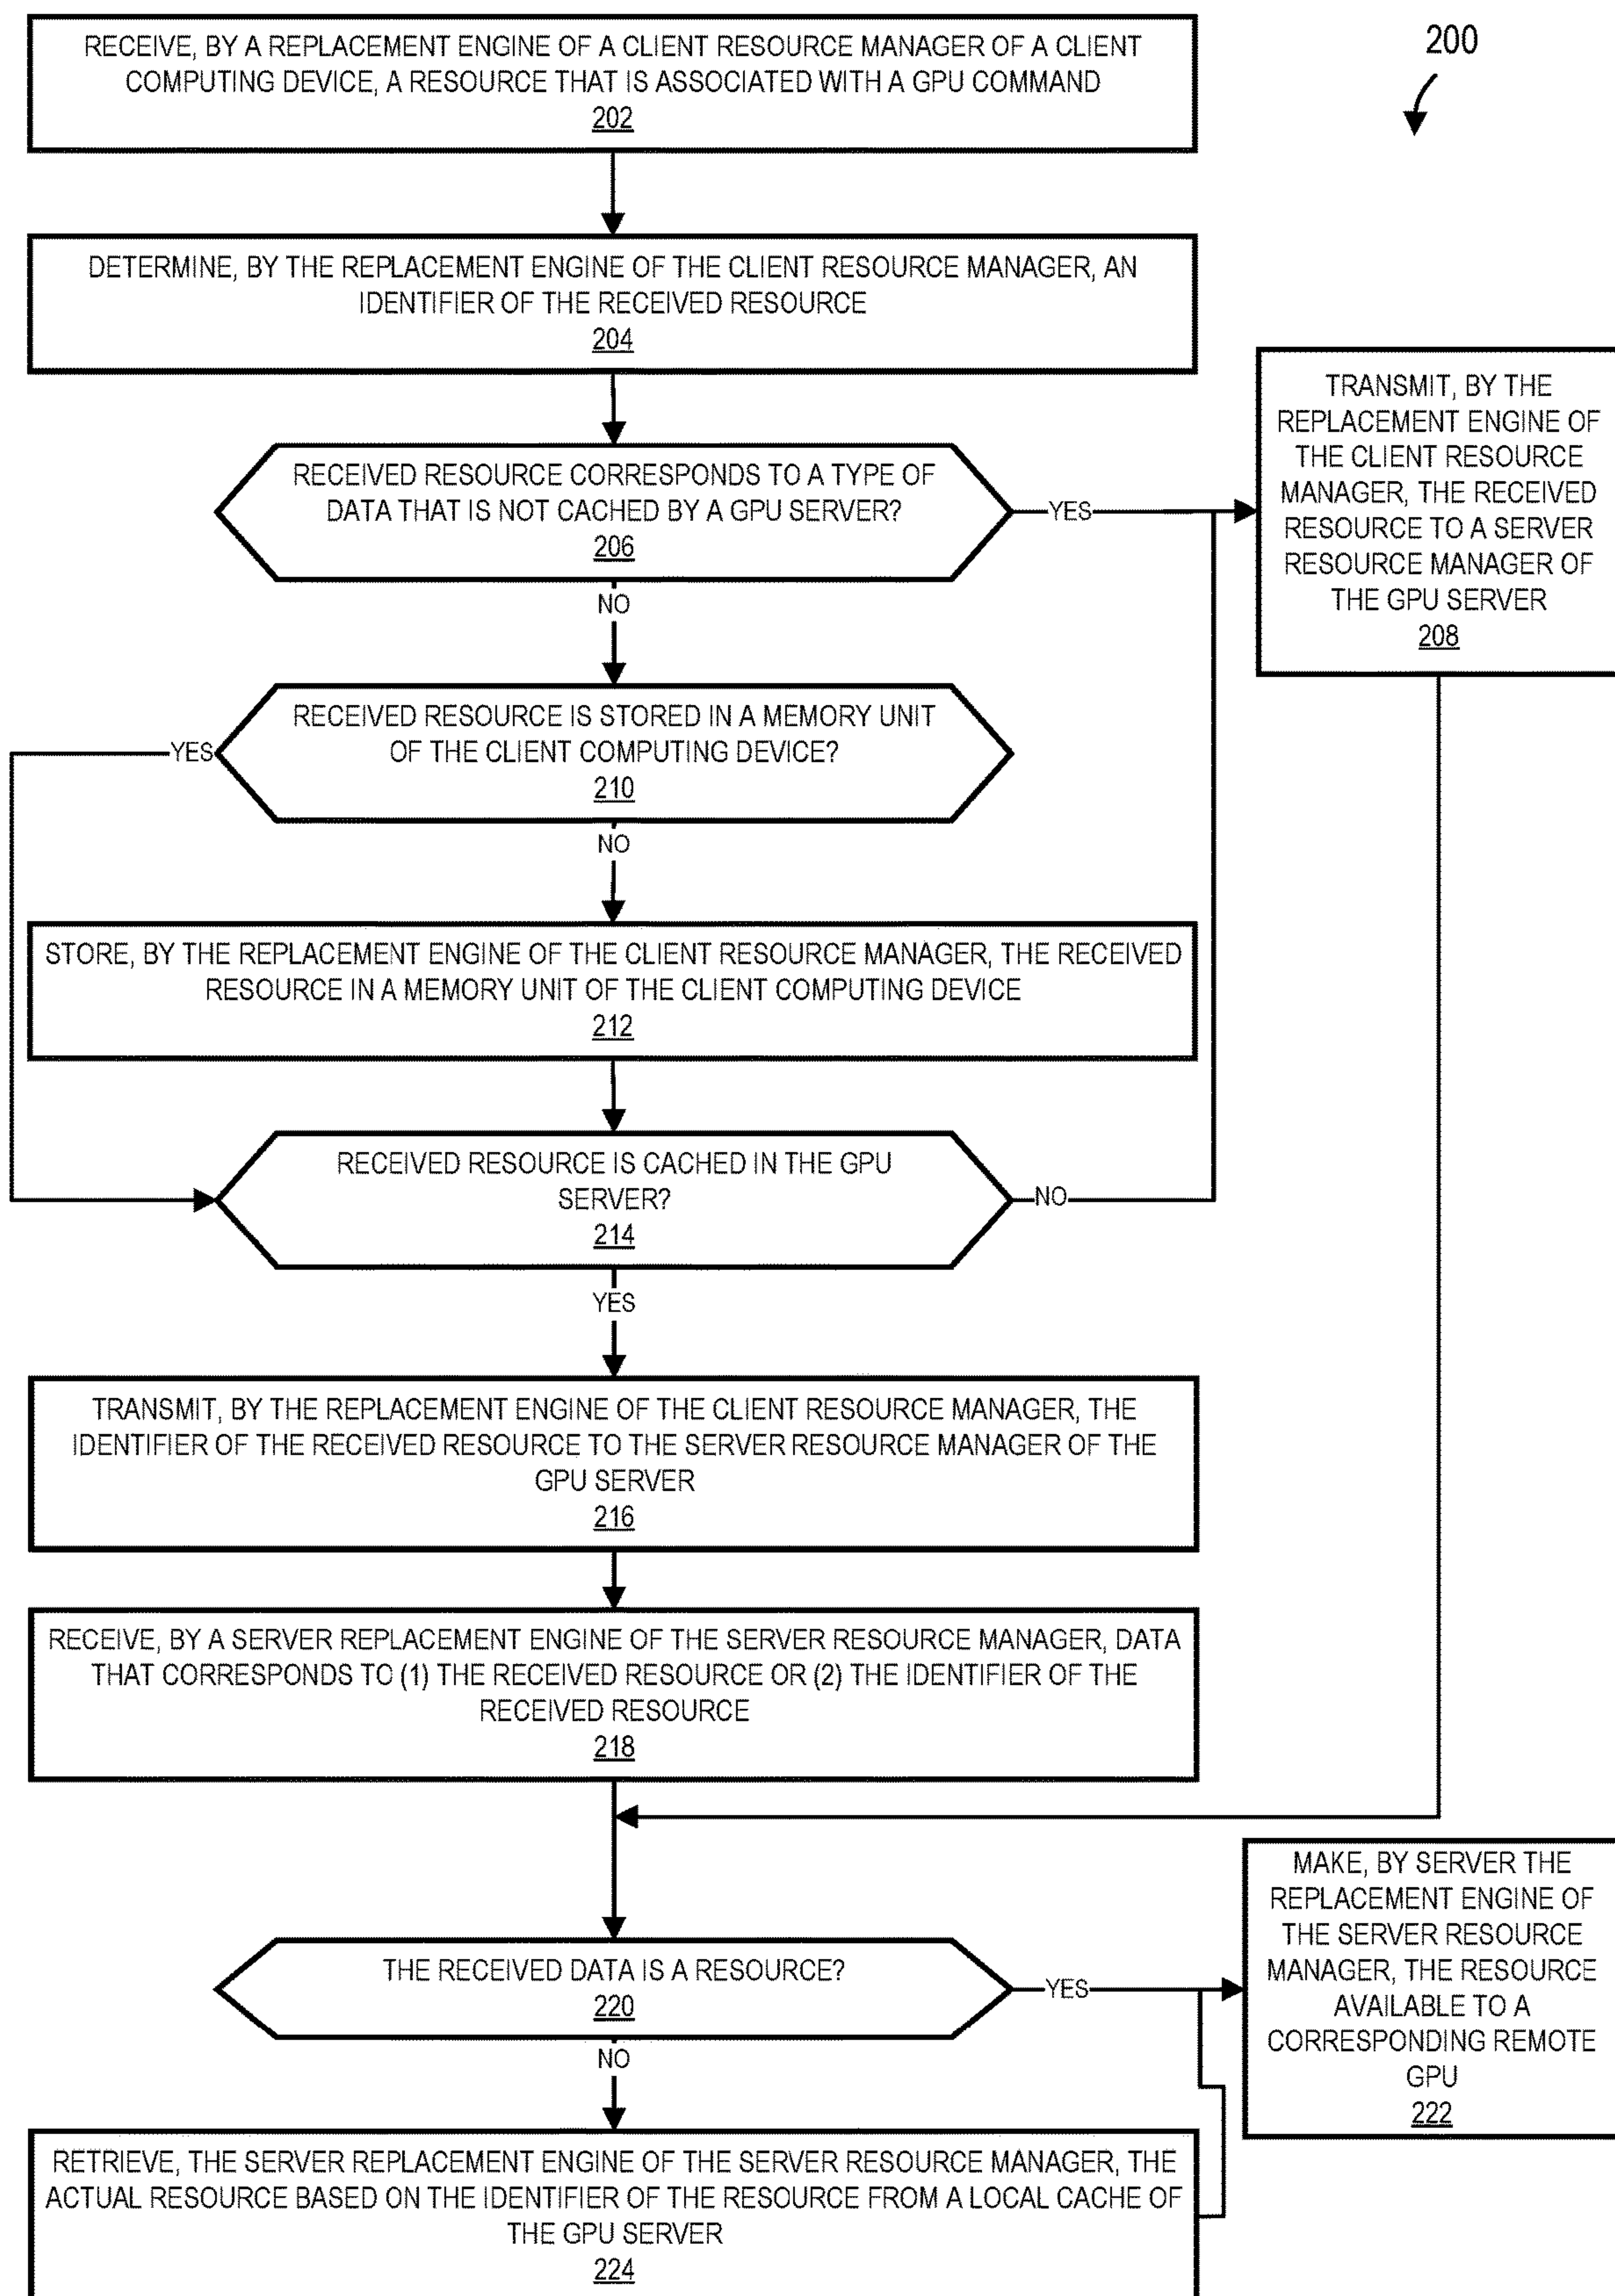 200
RECEIVE, BY A REPLACEMENT ENGINE OF A CLIENT RESOURCE MANAGER OF A CLIENT
COMPUTING DEVICE, A RESOURCE THAT IS ASSOCIATED WITH A GPU COMMAND
202
DETERMINE, BY THE REPLACEMENT ENGINE OF THE CLIENT RESOURCE MANAGER, AN
IDENTIFIER OF THE RECEIVED RESOURCE
204
RECEIVED RESOURCE CORRESPONDS TO A TYPE OF
DATA THAT IS NOT CACHED BY A GPU SERVER?
206
YES
NO
TRANSMIT, BY THE
REPLACEMENT ENGINE OF
THE CLIENT RESOURCE
MANAGER, THE RECEIVED
RESOURCE TO A SERVER
RESOURCE MANAGER OF
THE GPU SERVER
208
RECEIVED RESOURCE IS STORED IN A MEMORY UNIT
OF THE CLIENT COMPUTING DEVICE?
210
YES
NO
STORE, BY THE REPLACEMENT ENGINE OF THE CLIENT RESOURCE MANAGER, THE RECEIVED
RESOURCE IN A MEMORY UNIT OF THE CLIENT COMPUTING DEVICE
212
RECEIVED RESOURCE IS CACHED IN THE GPU
SERVER?
214
NO
YES
TRANSMIT, BY THE REPLACEMENT ENGINE OF THE CLIENT RESOURCE MANAGER, THE
IDENTIFIER OF THE RECEIVED RESOURCE TO THE SERVER RESOURCE MANAGER OF THE
GPU SERVER
216
RECEIVE, BY A SERVER REPLACEMENT ENGINE OF THE SERVER RESOURCE MANAGER, DATA
THAT CORRESPONDS TO (1) THE RECEIVED RESOURCE OR (2) THE IDENTIFIER OF THE
RECEIVED RESOURCE
218
THE RECEIVED DATA IS A RESOURCE?
220
YES
NO
MAKE, BY SERVER THE
REPLACEMENT ENGINE OF
THE SERVER RESOURCE
MANAGER, THE RESOURCE
AVAILABLE TO A
CORRESPONDING REMOTE
GPU
222
RETRIEVE, THE SERVER REPLACEMENT ENGINE OF THE SERVER RESOURCE MANAGER, THE
ACTUAL RESOURCE BASED ON THE IDENTIFIER OF THE RESOURCE FROM A LOCAL CACHE OF
THE GPU SERVER
224